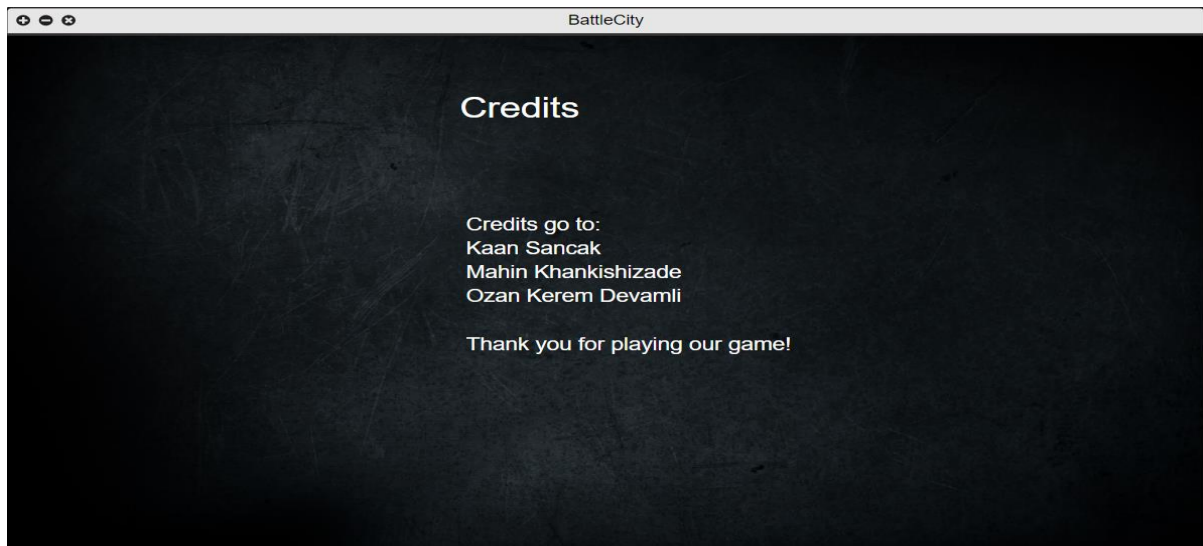 BattleCity
Credits
Credits go to:
Kaan Sancak
Mahin Khankishizade
Ozan Kerem Devamli
Thank you for playing our game!